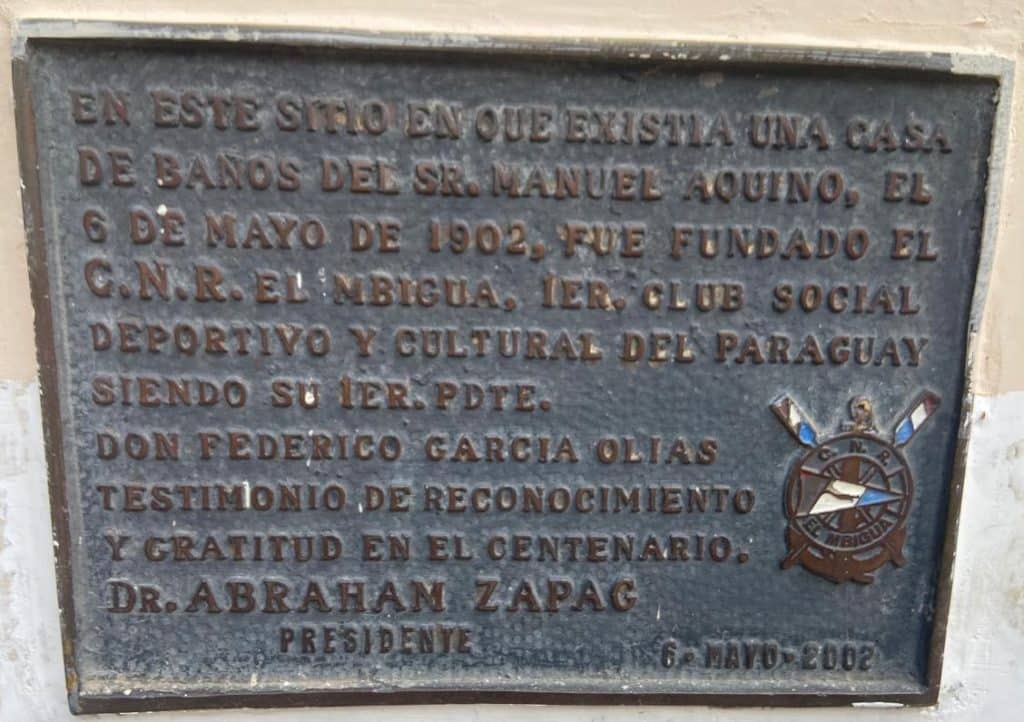 EN ESTE SITIO EN QUE EXISTIA UNA CASA
DE BAÑOS DEL SR. MANUEL AQUINO, EL
6 DE MAYO DE 1902, FUE FUNDADO EL
C.N.R. EL MBIGUA, 1ER. CLUB SOCIAL
DEPORTIVO Y CULTURAL DEL PARAGUAY
SIENDO SU 1ER. PDTE.
DON FEDERICO GARCIA OLIAS
TESTIMONIO DE RECONOCIMIENTO
Y GRATITUD EN EL CENTENARIO.
DR. ABRAHAM ZAPAG
PRESIDENTE
6 - MAYO - 2002
C. N. R.
EL MBIGUA